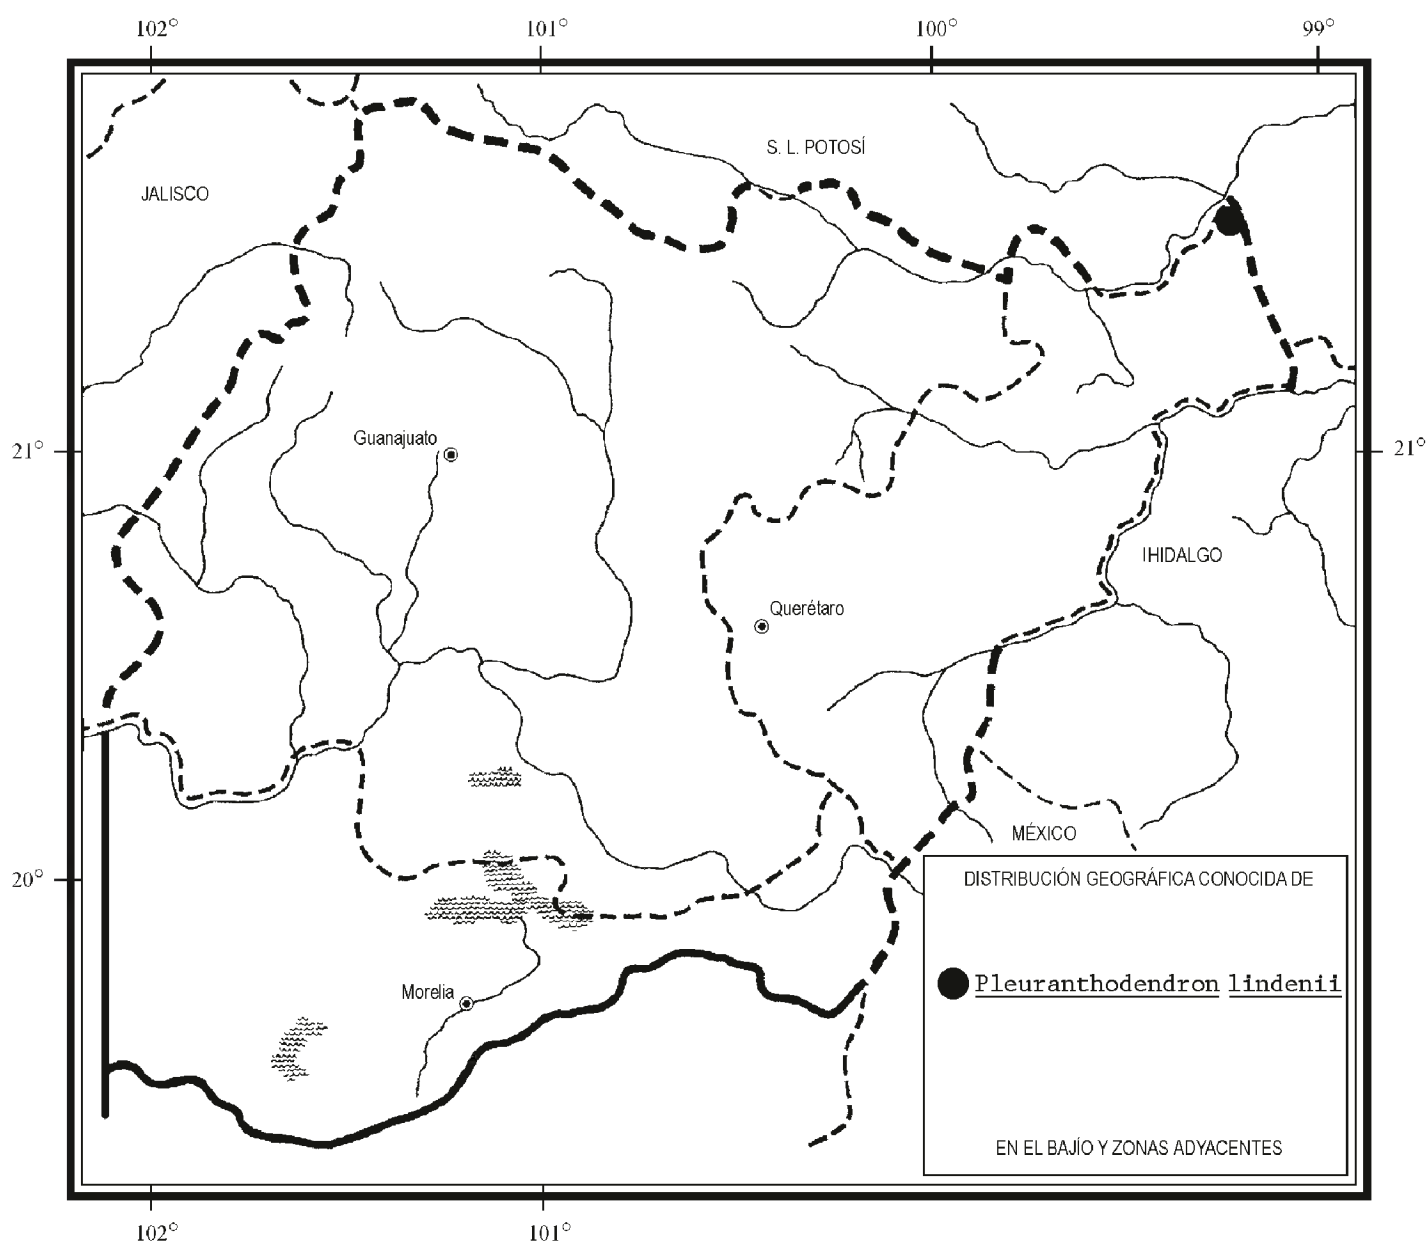 102° 101° 100° 99°
S. L. POTOSÍ
JALISCO
Guanajuato
21° 21°
IHIDALGO
Querétaro
MÉXICO
20°
DISTRIBUCIÓN GEOGRÁFICA CONOCIDA DE
Pleuranthodendron lindenii
Morelia
EN EL BAJÍO Y ZONAS ADYACENTES
102° 101°